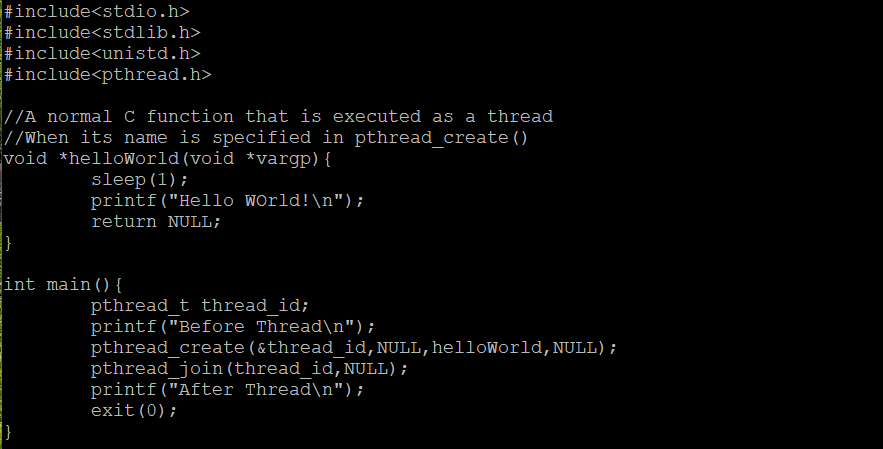 #include<stdio.h>
#include<stdlib.h>
#include<unistd.h>
#include<pthread.h>

//A normal C function that is executed as a thread
//When its name is specified in pthread_create()
void *helloWorld(void *vargp){
        sleep(1);
        printf("Hello WOrld!\n");
        return NULL;
}

int main(){
        pthread_t thread_id;
        printf("Before Thread\n");
        pthread_create(&thread_id,NULL,helloWorld,NULL);
        pthread_join(thread_id,NULL);
        printf("After Thread\n");
        exit(0);
}